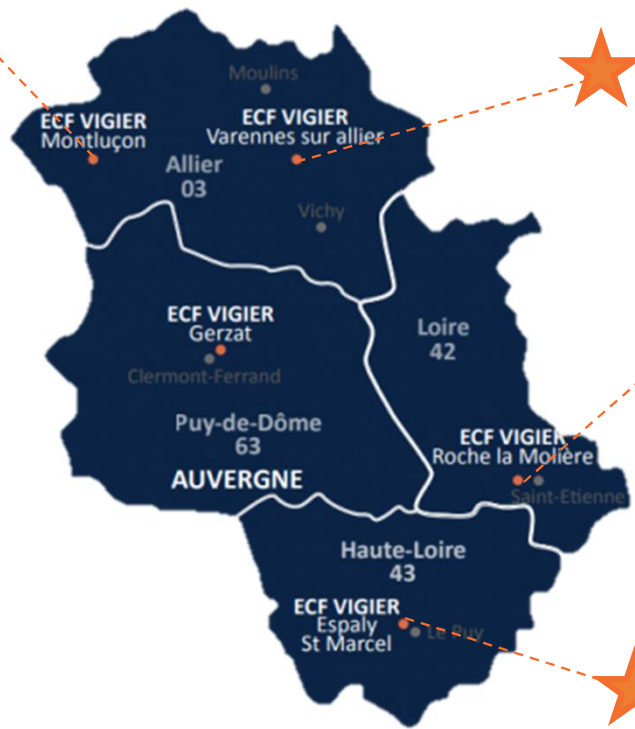 Moulins
ECF VIGIER
Montluçon
ECF VIGIER
Varennes sur allier
Allier
03
Vichy
ECF VIGIER
Gerzat
Clermont-Ferrand
Loire
42
Puy-de-Dôme
63
AUVERGNE
ECF VIGIER
Roche la Molière
Saint-Etienne
Haute-Loire
43
ECF VIGIER
Espaly
St Marcel
Le Puy